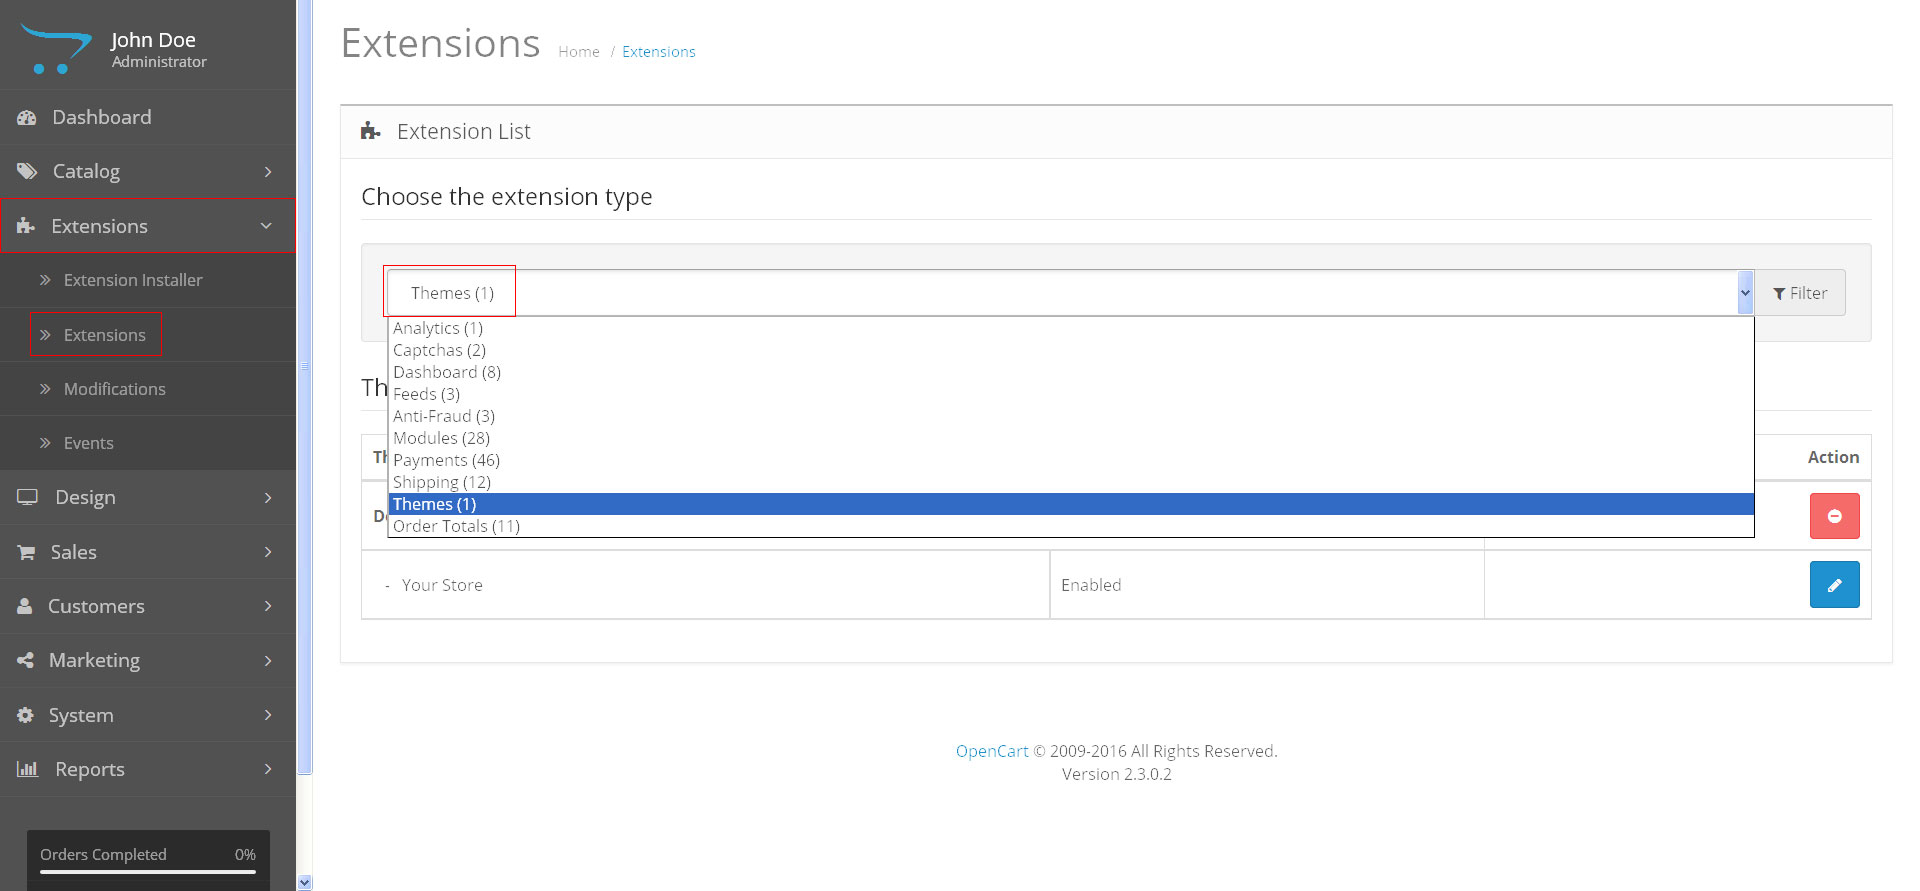 John Doe
Administrator
Dashboard
Catalog
Extensions
Extension Installer
Extensions
Modifications
Events
Design
Sales
Customers
Marketing
System
Reports
Orders Completed 0%
Extensions Home / Extensions
Extension List
Choose the extension type
Themes (1) Filter
Analytics (1)
Captchas (2)
Dashboard (8)
Feeds (3)
Anti-Fraud (3)
Modules (28)
Payments (46)
Shipping (12)
Themes (1)
Order Totals (11)
Action
- Your Store Enabled
OpenCart © 2009-2016 All Rights Reserved.
Version 2.3.0.2